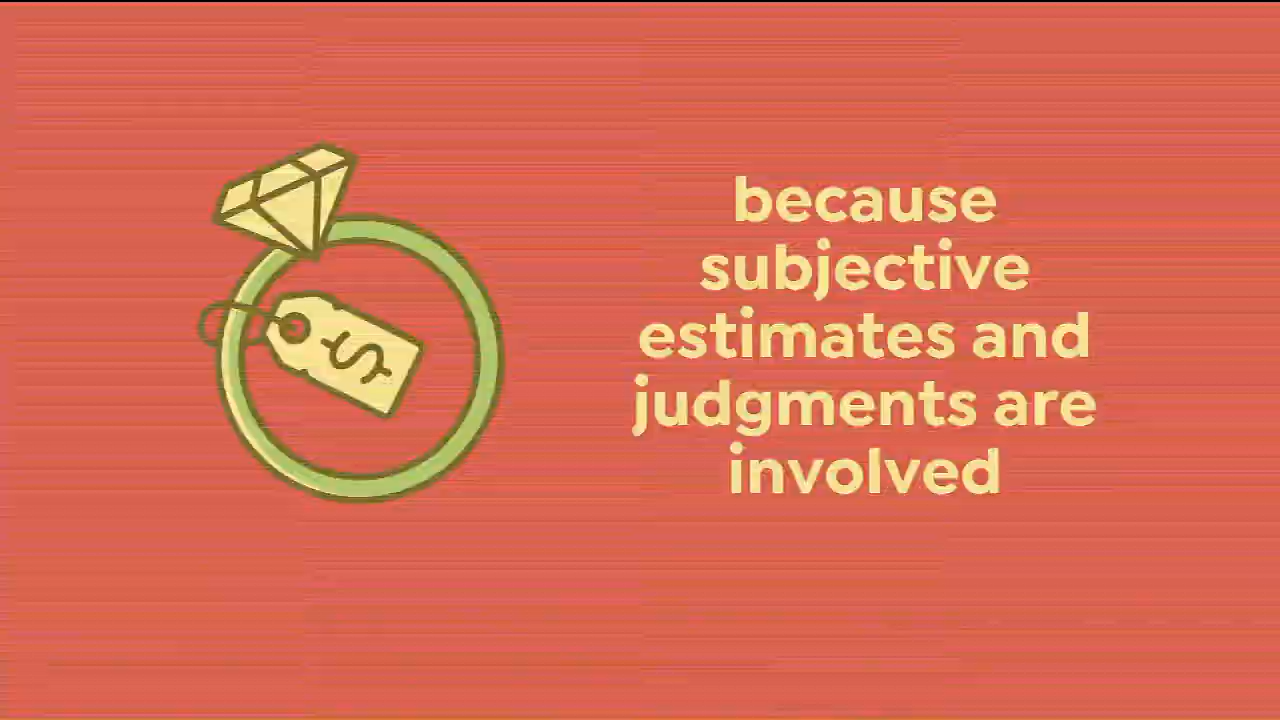 $
because
subjective
estimates and
judgments are
involved